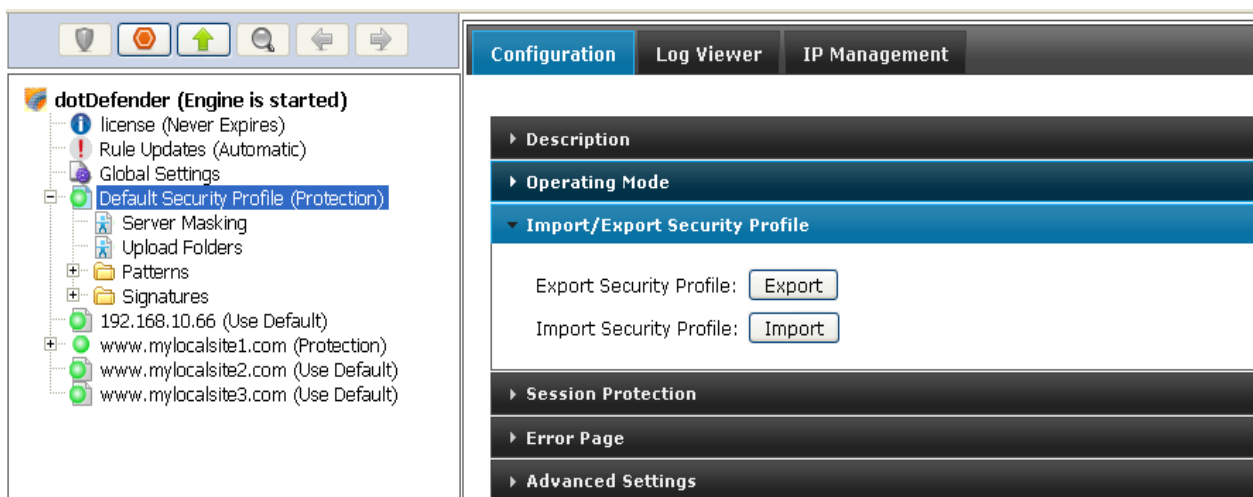 dotDefender (Engine is started)
license (Never Expires)
Rule Updates (Automatic)
Global Settings
Default Security Profile (Protection)
Server Masking
Upload Folders
Patterns
Signatures
192.168.10.66 (Use Default)
www.mylocalsite1.com (Protection)
www.mylocalsite2.com (Use Default)
www.mylocalsite3.com (Use Default)
Configuration
Log Viewer
IP Management
Description
Operating Mode
Import/Export Security Profile
Export Security Profile: Export
Import Security Profile: Import
Session Protection
Error Page
Advanced Settings